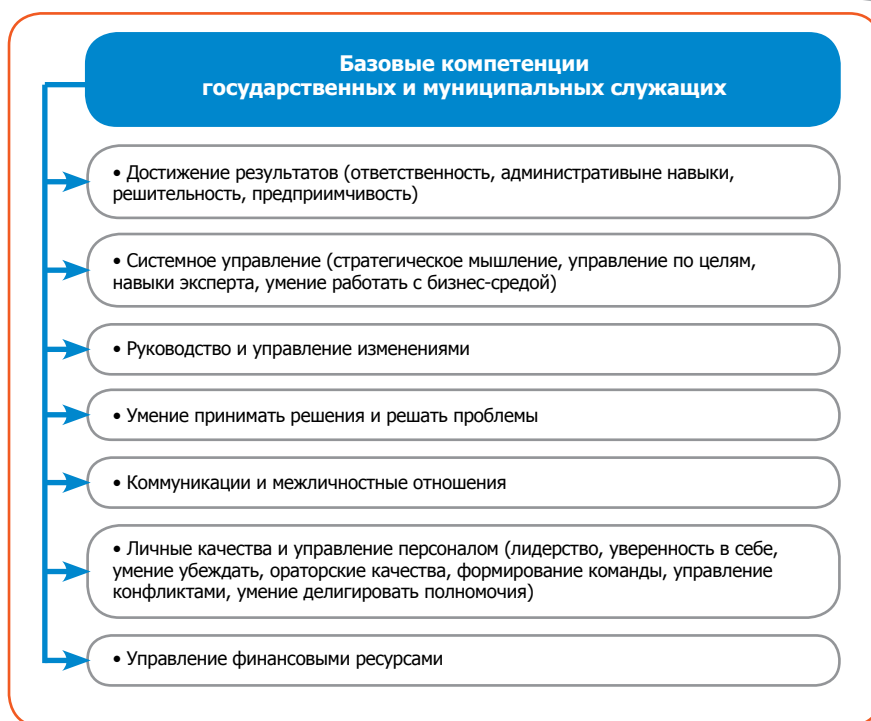 Базовые компетенции
государственных и муниципальных служащих
• Достижение результатов (ответственность, административыне навыки,
решительность, предприимчивость)
• Системное управление (стратегическое мышление, управление по целям,
навыки эксперта, умение работать с бизнес-средой)
• Руководство и управление изменениями
• Умение принимать решения и решать проблемы
• Коммуникации и межличностные отношения
• Личные качества и управление персоналом (лидерство, уверенность в себе,
умение убеждать, ораторские качества, формирование команды, управление
конфликтами, умение делигировать полномочия)
• Управление финансовыми ресурсами